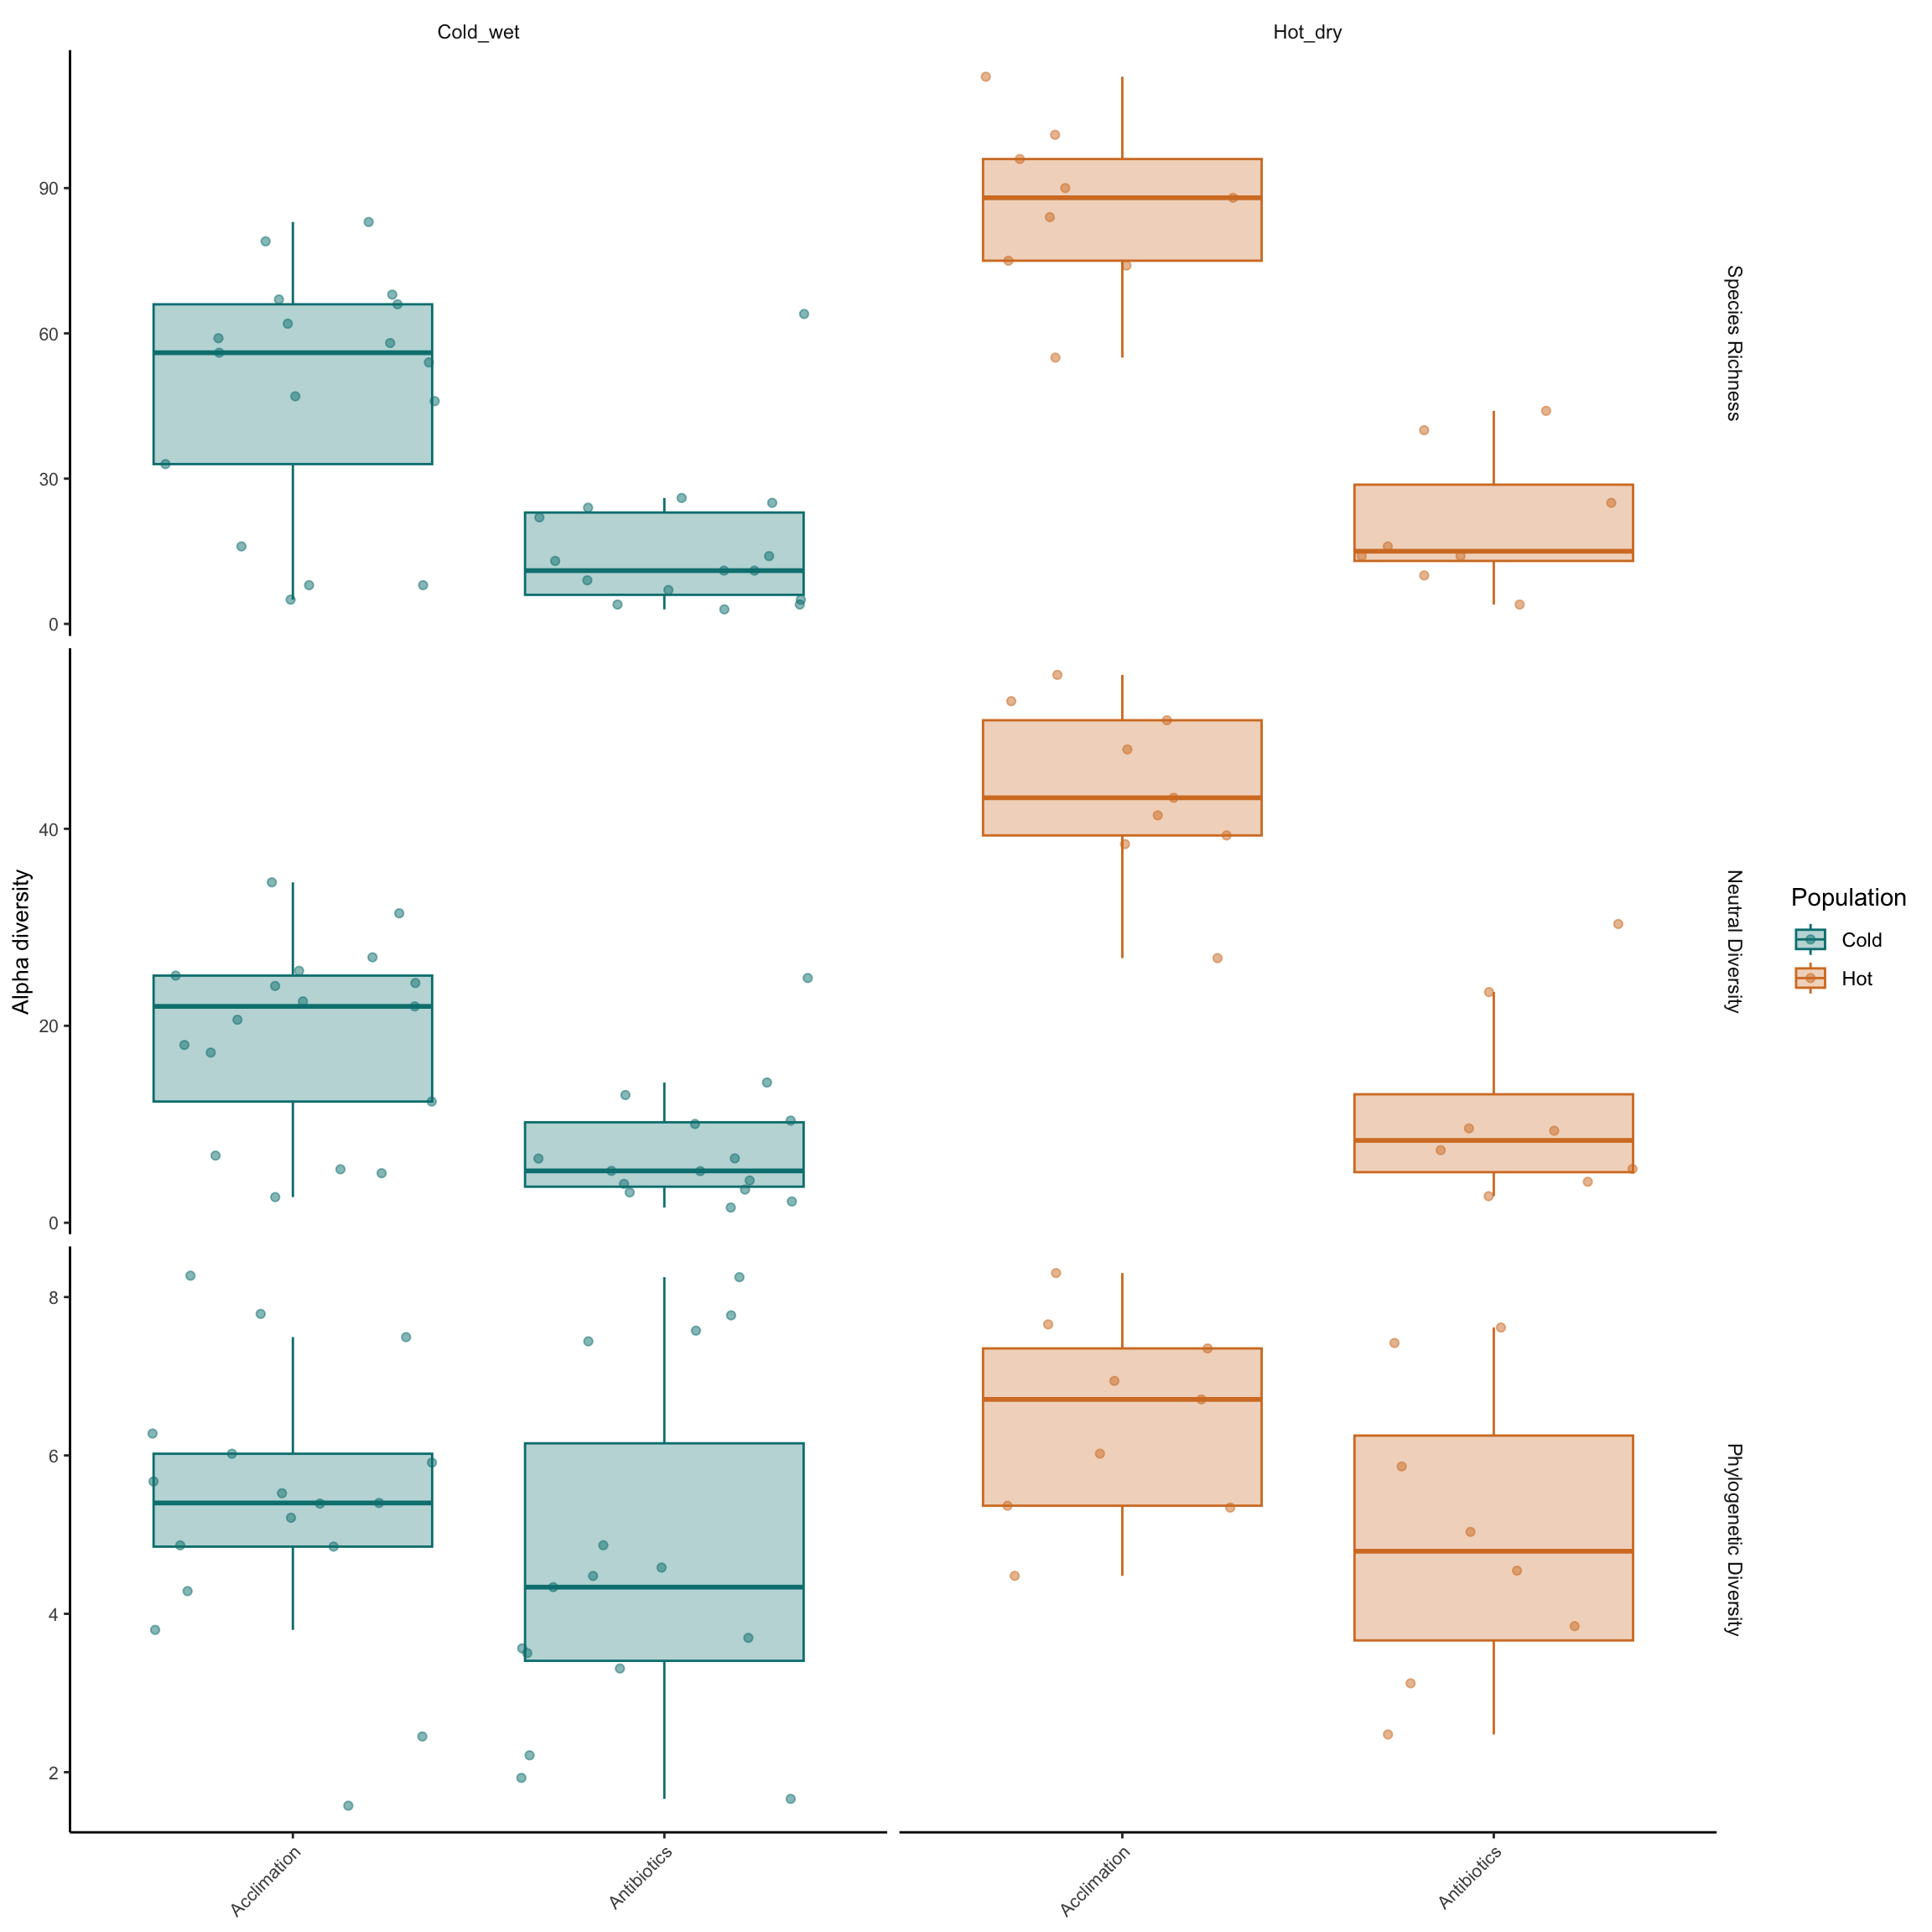 Cold_wet
Hot_dry
90
60
30
0
Species Richness
40
20
0
Neutral Diversity
8
6
4
2
Phylogenetic Diversity
Alpha diversity
Acclimation
Antibiotics
Acclimation
Antibiotics
Population
Cold
Hot